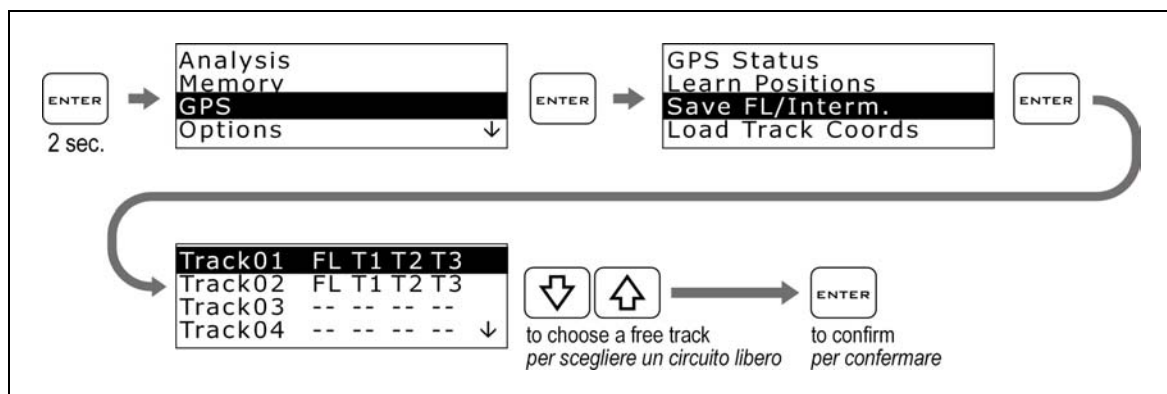 ENTER
2 sec.
Analysis
Memory
GPS
Options ↓
ENTER
GPS Status
Learn Positions
Save FL/Interm.
Load Track Coords
ENTER
Track01 FL T1 T2 T3
Track02 FL T1 T2 T3
Track03 -- -- -- --
Track04 -- -- -- -- ↓
to choose a free track
per scegliere un circuito libero
ENTER
to confirm
per confermare